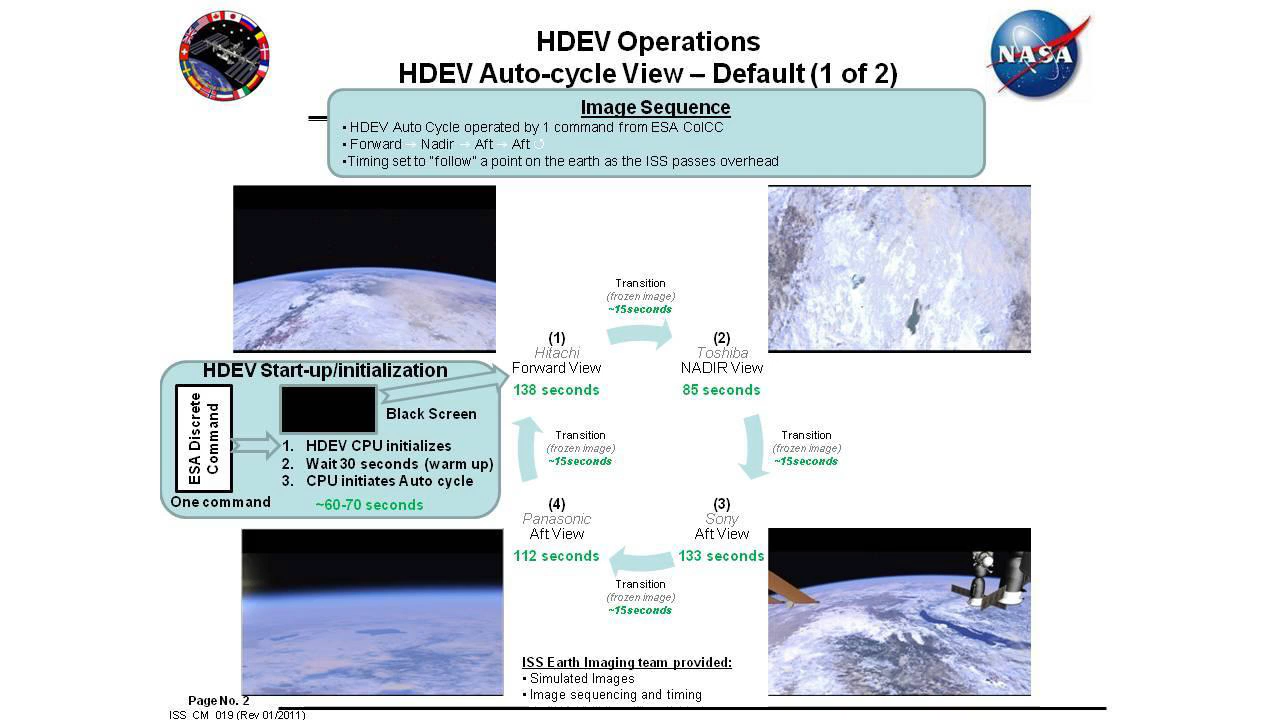 HDEV Operations
HDEV Auto-cycle View – Default (1 of 2)
NASA
Image Sequence
• HDEV Auto Cycle operated by 1 command from ESA ColCC
• Forward → Nadir → Aft → Aft ↺
•Timing set to "follow" a point on the earth as the ISS passes overhead
Transition
(frozen image)
~15seconds
(1)
Hitachi
Forward View
138 seconds
(2)
Toshiba
NADIR View
85 seconds
HDEV Start-up/initialization
ESA Discrete
Command
Black Screen
1. HDEV CPU initializes
2. Wait 30 seconds (warm up)
3. CPU initiates Auto cycle
One command
~60-70 seconds
Transition
(frozen image)
~15seconds
Transition
(frozen image)
~15seconds
(4)
Panasonic
Aft View
112 seconds
(3)
Sony
Aft View
133 seconds
Transition
(frozen image)
~15seconds
ISS Earth Imaging team provided:
• Simulated Images
• Image sequencing and timing
Page No. 2
ISS_CM_019 (Rev 01/2011)